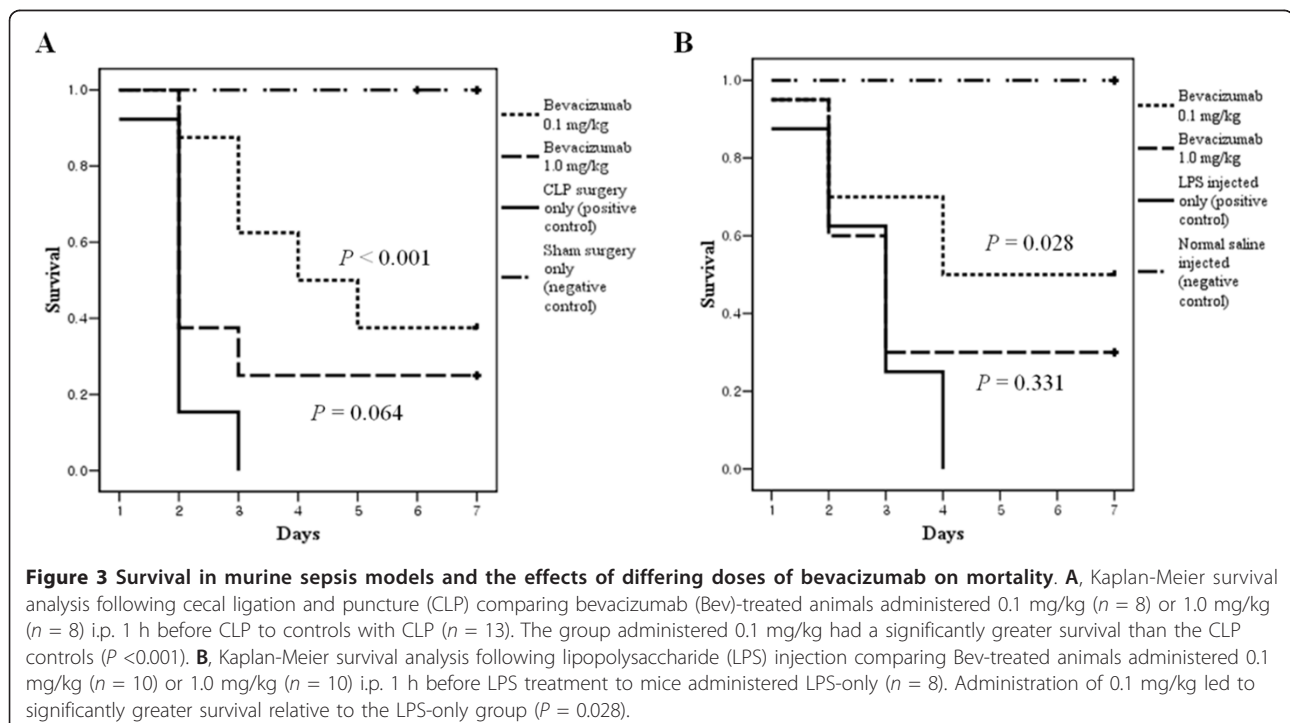 A
Survival
1.0
0.8
0.6
0.4
0.2
0.0
P < 0.001
P = 0.064
1 2 3 4 5 6 7
Days
Bevacizumab
0.1 mg/kg
Bevacizumab
1.0 mg/kg
CLP surgery
only (positive
control)
Sham surgery
only
(negative
control)
B
Survival
1.0
0.8
0.6
0.4
0.2
0.0
P = 0.028
P = 0.331
1 2 3 4 5 6 7
Days
Bevacizumab
0.1 mg/kg
Bevacizumab
1.0 mg/kg
LPS injected
only (positive
control)
Normal saline
injected
(negative
control)
Figure 3 Survival in murine sepsis models and the effects of differing doses of bevacizumab on mortality. A, Kaplan-Meier survival
analysis following cecal ligation and puncture (CLP) comparing bevacizumab (Bev)-treated animals administered 0.1 mg/kg (n = 8) or 1.0 mg/kg
(n = 8) i.p. 1 h before CLP to controls with CLP (n = 13). The group administered 0.1 mg/kg had a significantly greater survival than the CLP
controls (P <0.001). B, Kaplan-Meier survival analysis following lipopolysaccharide (LPS) injection comparing Bev-treated animals administered 0.1
mg/kg (n = 10) or 1.0 mg/kg (n = 10) i.p. 1 h before LPS treatment to mice administered LPS-only (n = 8). Administration of 0.1 mg/kg led to
significantly greater survival relative to the LPS-only group (P = 0.028).